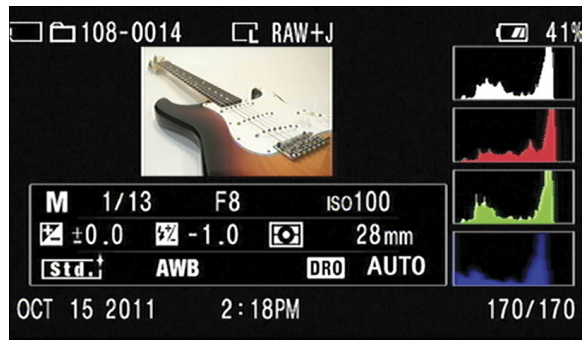 108-0014 L RAW+J 41%
M 1/13 F8 ISO100
±0.0 -1.0 28mm
Std. AWB DRO AUTO
OCT 15 2011 2:18PM 170/170